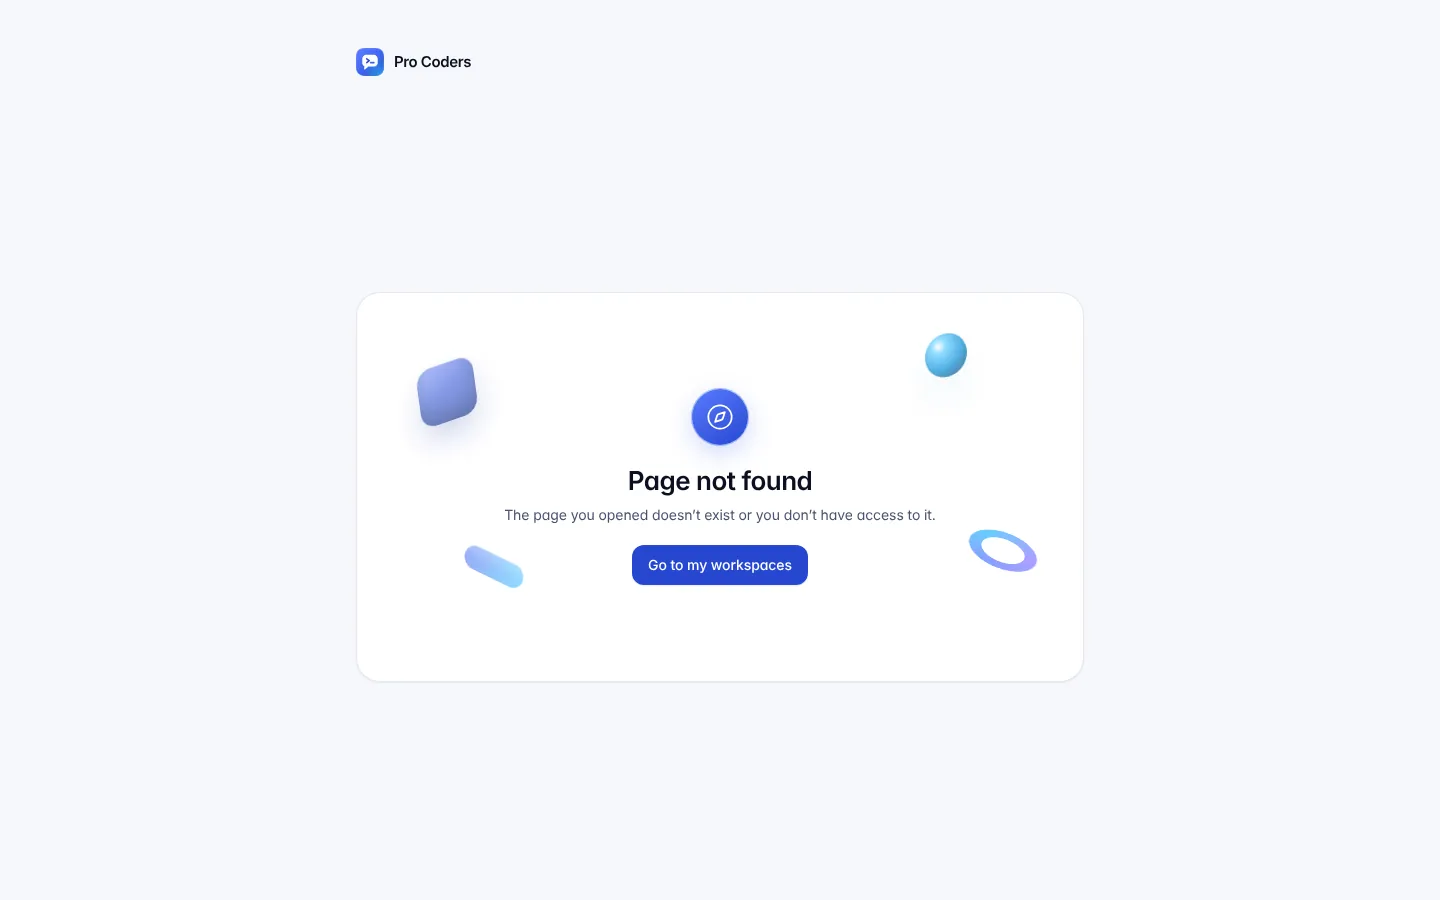 Pro Coders
Page not found
The page you opened doesn’t exist or you don’t have access to it.
Go to my workspaces